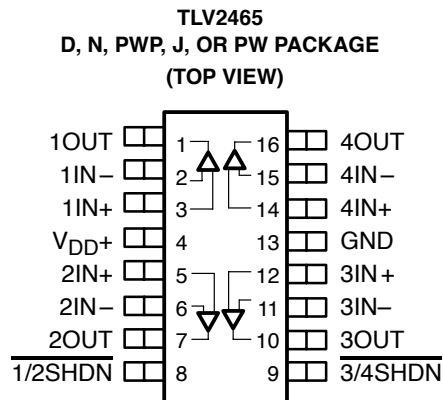 TLV2465
D, N, PWP, J, OR PW PACKAGE
(TOP VIEW)
1OUT 1 16 4OUT
1IN− 2 15 4IN−
1IN+ 3 14 4IN+
VDD+ 4 13 GND
2IN+ 5 12 3IN+
2IN− 6 11 3IN−
2OUT 7 10 3OUT
1/2SHDN 8 9 3/4SHDN